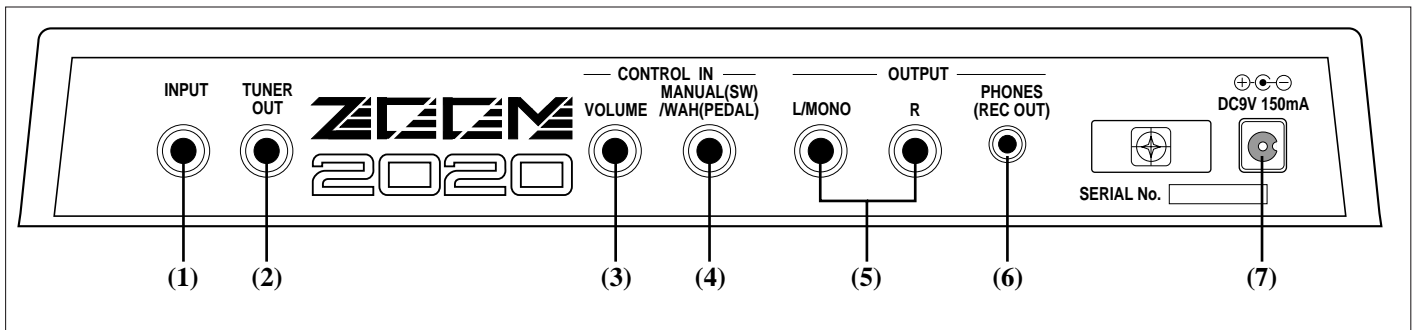 CONTROL IN
OUTPUT
INPUT
TUNER
OUT
ZOOM
2020
VOLUME
MANUAL(SW)
/WAH(PEDAL)
L/MONO
R
PHONES
(REC OUT)
DC9V 150mA
SERIAL No.
(1)
(2)
(3)
(4)
(5)
(6)
(7)